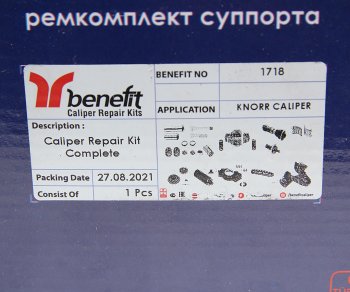 ремкомплект суппорта
benefit
Caliper Repair Kits
BENEFIT NO 1718
APPLICATION KNORR CALIPER
Description :
Caliper Repair Kit
Complete
Packing Date 27.08.2021
Consist Of 1 Pcs
/benefitcaliper